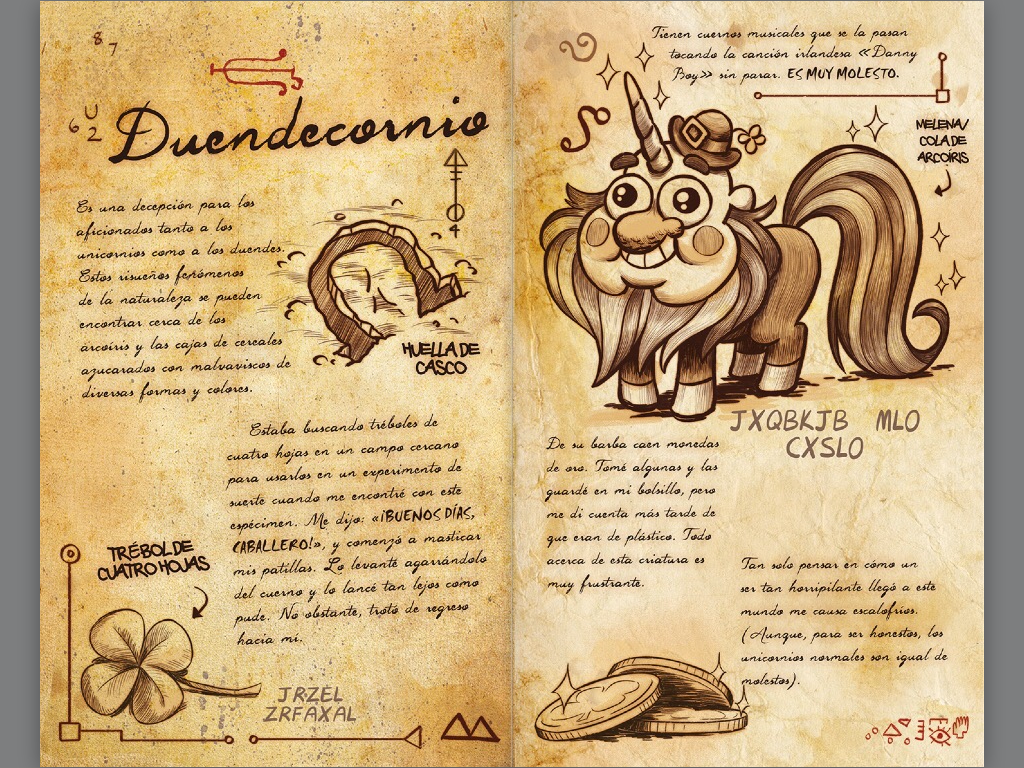 8 7
6 U 2
Duendecornio
Es una decepción para los
aficionados tanto a los
unicornios como a los duendes.
Estos risueños fenómenos
de la naturaleza se pueden
encontrar cerca de los
arcoíris y las cajas de cereales
azucarados con malvaviscos de
diversas formas y colores.
4
HUELLA DE
CASCO
Estaba buscando tréboles de
cuatro hojas en un campo cercano
para usarlos en un experimento de
suerte cuando me encontré con este
espécimen. Me dijo: «¡BUENOS DÍAS,
CABALLERO!», y comenzó a masticar
mis patillas. Lo levanté agarrándolo
del cuerno y lo lancé tan lejos como
pude. No obstante, trotó de regreso
hacia mí.
TRÉBOL DE
CUATRO HOJAS
JRZEL
ZRFAXAL
Tienen cuernos musicales que se la pasan
tocando la canción irlandesa «Danny
Boy» sin parar. ES MUY MOLESTO.
MELENA/
COLA DE
ARCOÍRIS
JXQBKJB MLO
CXSLO
De su barba caen monedas
de oro. Tomé algunas y las
guardé en mi bolsillo, pero
me di cuenta más tarde de
que eran de plástico. Todo
acerca de esta criatura es
muy frustrante.
Tan solo pensar en cómo un
ser tan horripilante llegó a este
mundo me causa escalofríos.
(Aunque, para ser honestos, los
unicornios normales son igual de
molestos).